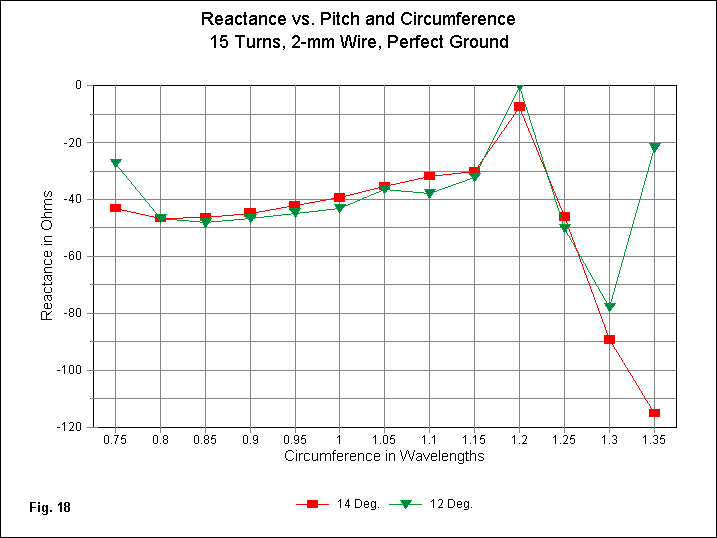 Reactance vs. Pitch and Circumference
15 Turns, 2-mm Wire, Perfect Ground
Reactance in Ohms
0
-20
-40
-60
-80
-100
-120
0.75 0.8 0.85 0.9 0.95 1 1.05 1.1 1.15 1.2 1.25 1.3 1.35
Circumference in Wavelengths
Fig. 18
14 Deg. 12 Deg.